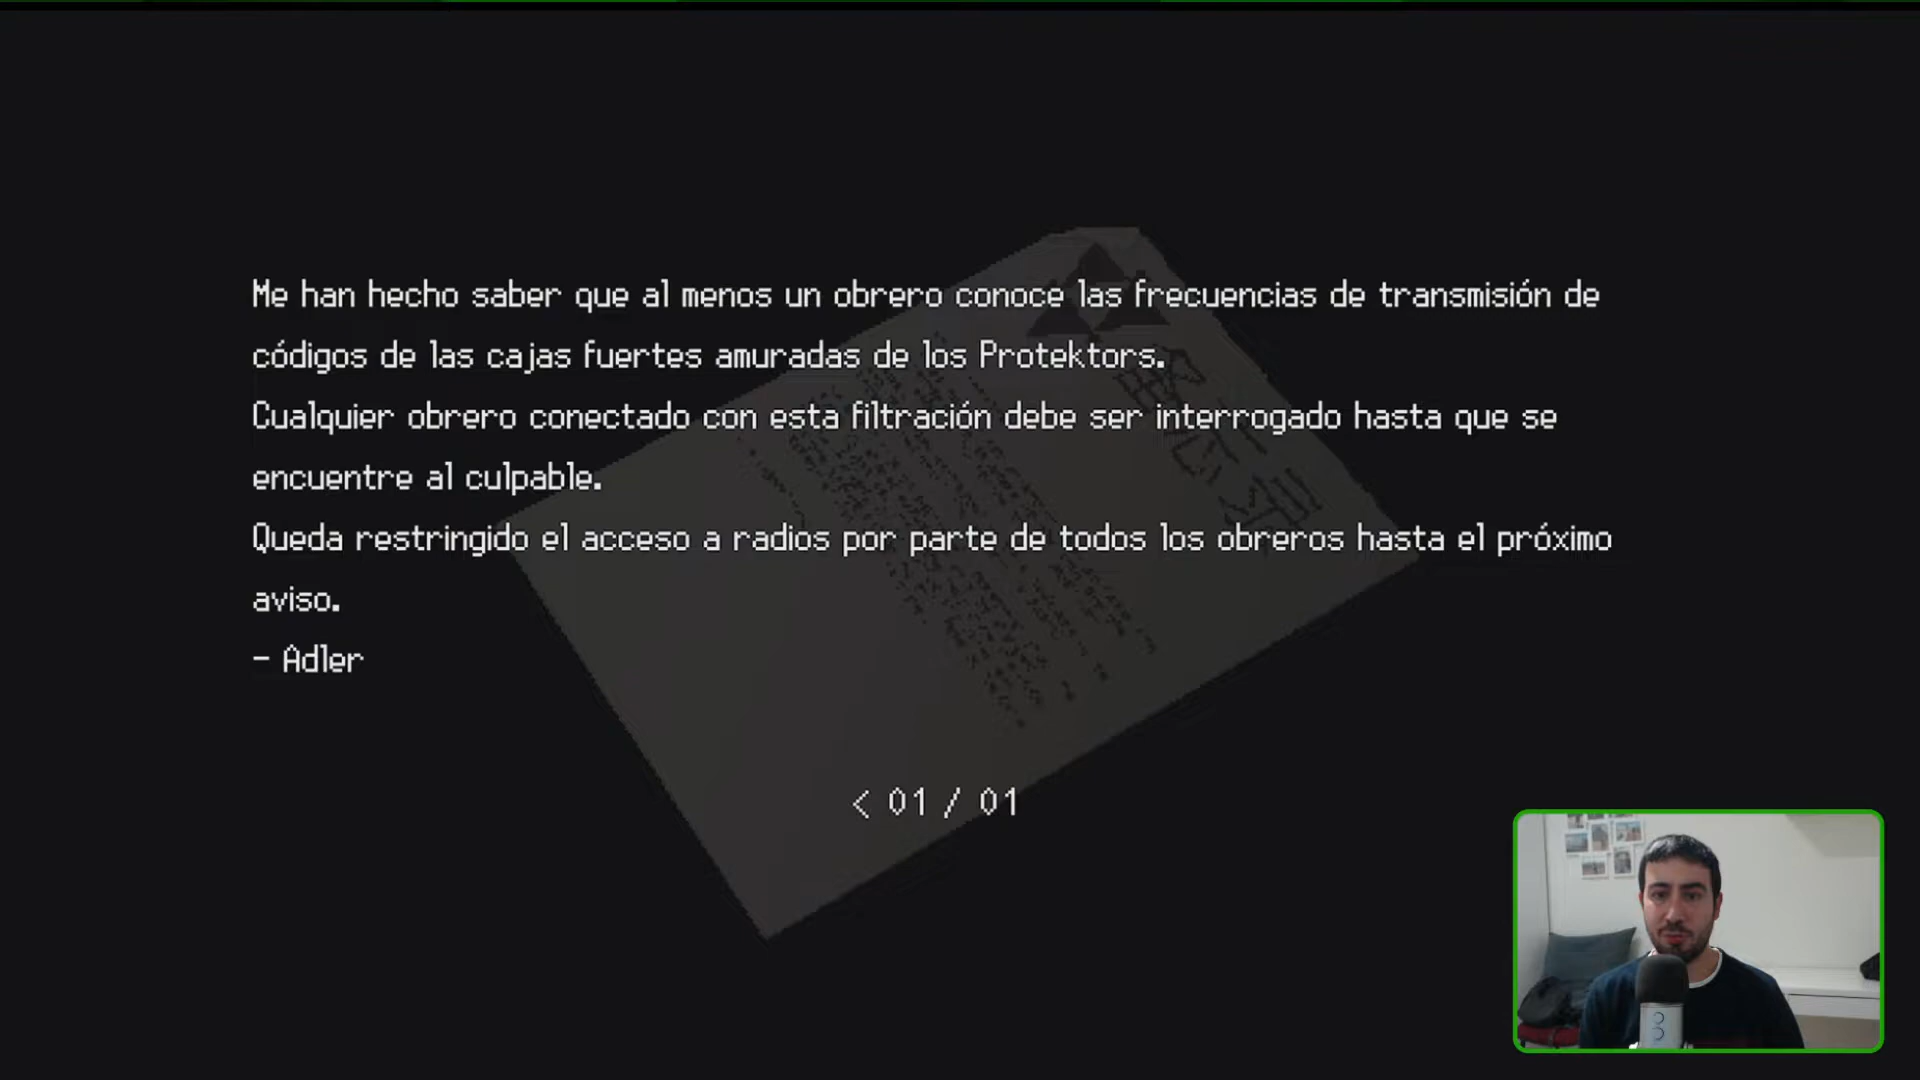 Me han hecho saber que al menos un obrero conoce las frecuencias de transmisión de
códigos de las cajas fuertes amuradas de los Protektors.
Cualquier obrero conectado con esta filtración debe ser interrogado hasta que se
encuentre al culpable.
Queda restringido el acceso a radios por parte de todos los obreros hasta el próximo
aviso.
- Adler
< 01 / 01